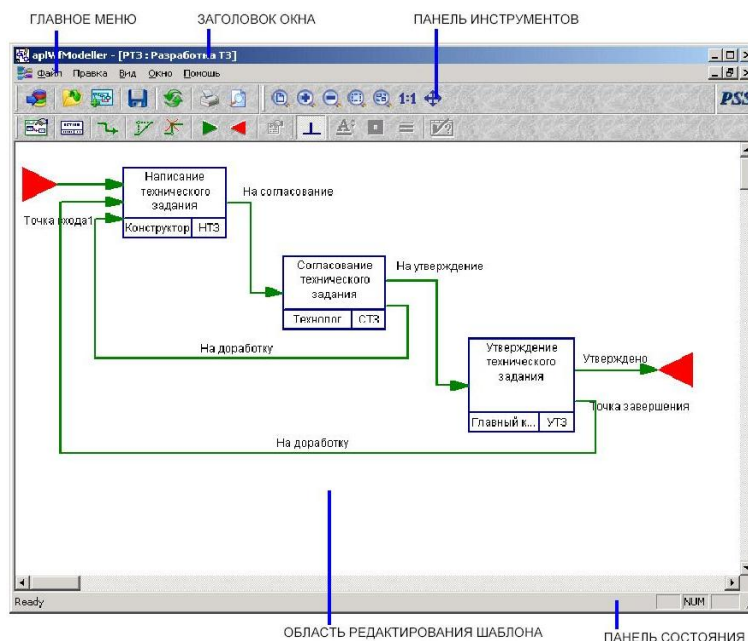 ГЛАВНОЕ МЕНЮ
ЗАГОЛОВОК ОКНА
ПАНЕЛЬ ИНСТРУМЕНТОВ
aplWfModeller - [РТЗ : Разработка ТЗ]
Файл Правка Вид Окно Помощь
1:1
PSS
Написание
технического
задания
Конструктор НТЗ
Точка входа1
На согласование
Согласование
технического
задания
Технолог СТЗ
На утверждение
На доработку
Утверждение
технического
задания
Главный к... УТЗ
Утверждено
Точка завершения
На доработку
Ready
NUM
ОБЛАСТЬ РЕДАКТИРОВАНИЯ ШАБЛОНА
ПАНЕЛЬ СОСТОЯНИЯ